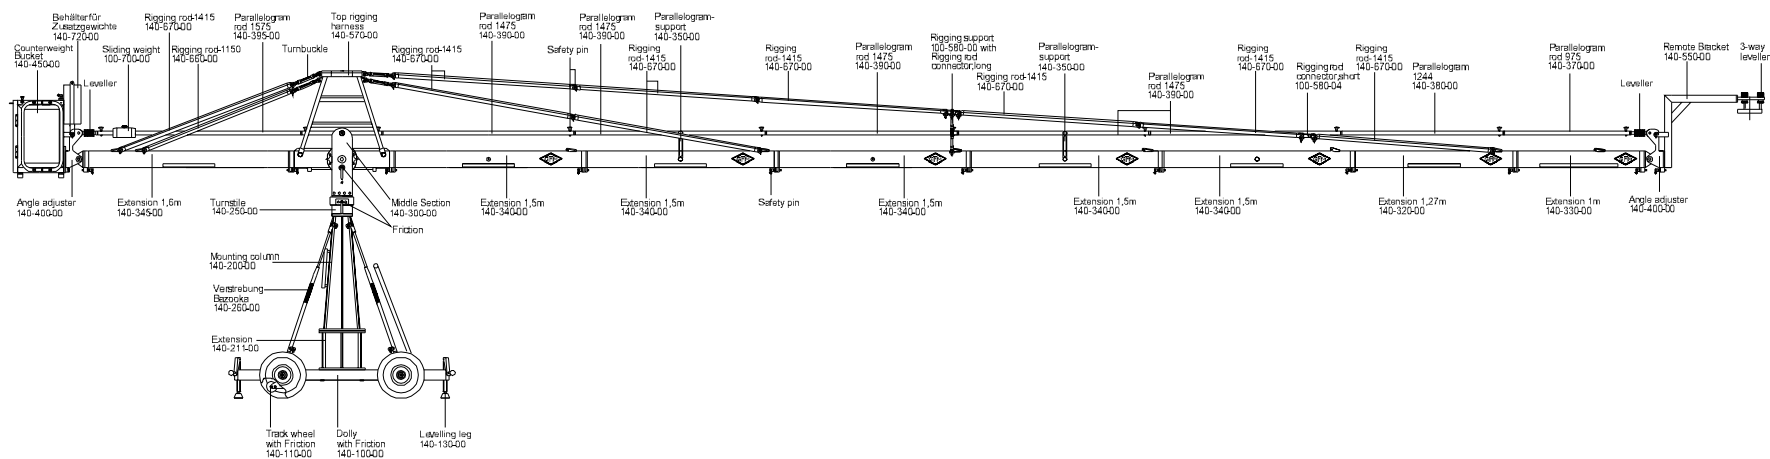 Behälter für
Zusatzgewichte
140-720-00
Rigging rod-1415
140-670-00
Parallelogram
rod 1575
140-395-00
Top rigging
harness
140-570-00
Parallelogram
rod 1475
140-390-00
Parallelogram
rod 1475
140-390-00
Parallelogram-
support
140-350-00
Counterweight
Bucket
140-450-00
Sliding weight
100-700-00
Rigging rod-1150
140-660-00
Turnbuckle
Rigging rod-1415
140-670-00
Safety pin
Rigging
rod-1415
140-670-00
Rigging
rod-1415
140-670-00
Parallelogram
rod 1475
140-390-00
Rigging support
100-580-00 with
Rigging rod
connector,long
Rigging rod-1415
140-670-00
Parallelogram-
support
140-350-00
Parallelogram
rod 1475
140-390-00
Rigging
rod-1415
140-670-00
Rigging rod
connector,short
100-580-04
Rigging
rod-1415
140-670-00
Parallelogram
1244
140-380-00
Parallelogram
rod 975
140-370-00
Leveller
Remote Bracket
140-550-00
3-way
leveller
Leveller
Angle adjuster
140-400-00
Extension 1,6m
140-345-00
Turnstile
140-250-00
Middle Section
140-300-00
Friction
Extension 1,5m
140-340-00
Extension 1,5m
140-340-00
Safety pin
Extension 1,5m
140-340-00
Extension 1,5m
140-340-00
Extension 1,5m
140-340-00
Extension 1,27m
140-320-00
Extension 1m
140-330-00
Angle adjuster
140-400-00
Mounting column
140-200-00
Verstrebung
Bazooka
140-260-00
Extension
140-211-00
Track wheel
with Friction
140-110-00
Dolly
with Friction
140-100-00
Levelling leg
140-130-00